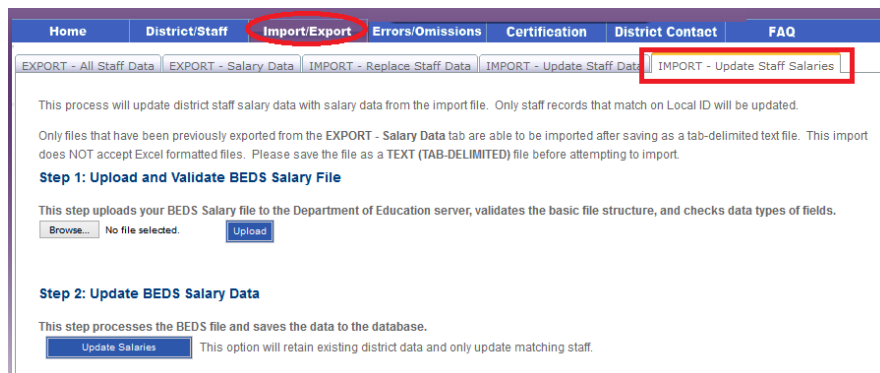 Home District/Staff Import/Export Errors/Omissions Certification District Contact FAQ
EXPORT - All Staff Data EXPORT - Salary Data IMPORT - Replace Staff Data IMPORT - Update Staff Data IMPORT - Update Staff Salaries
This process will update district staff salary data with salary data from the import file. Only staff records that match on Local ID will be updated.
Only files that have been previously exported from the EXPORT - Salary Data tab are able to be imported after saving as a tab-delimited text file. This import
does NOT accept Excel formatted files. Please save the file as a TEXT (TAB-DELIMITED) file before attempting to import.
Step 1: Upload and Validate BEDS Salary File
This step uploads your BEDS Salary file to the Department of Education server, validates the basic file structure, and checks data types of fields.
Browse... No file selected. Upload
Step 2: Update BEDS Salary Data
This step processes the BEDS file and saves the data to the database.
Update Salaries This option will retain existing district data and only update matching staff.